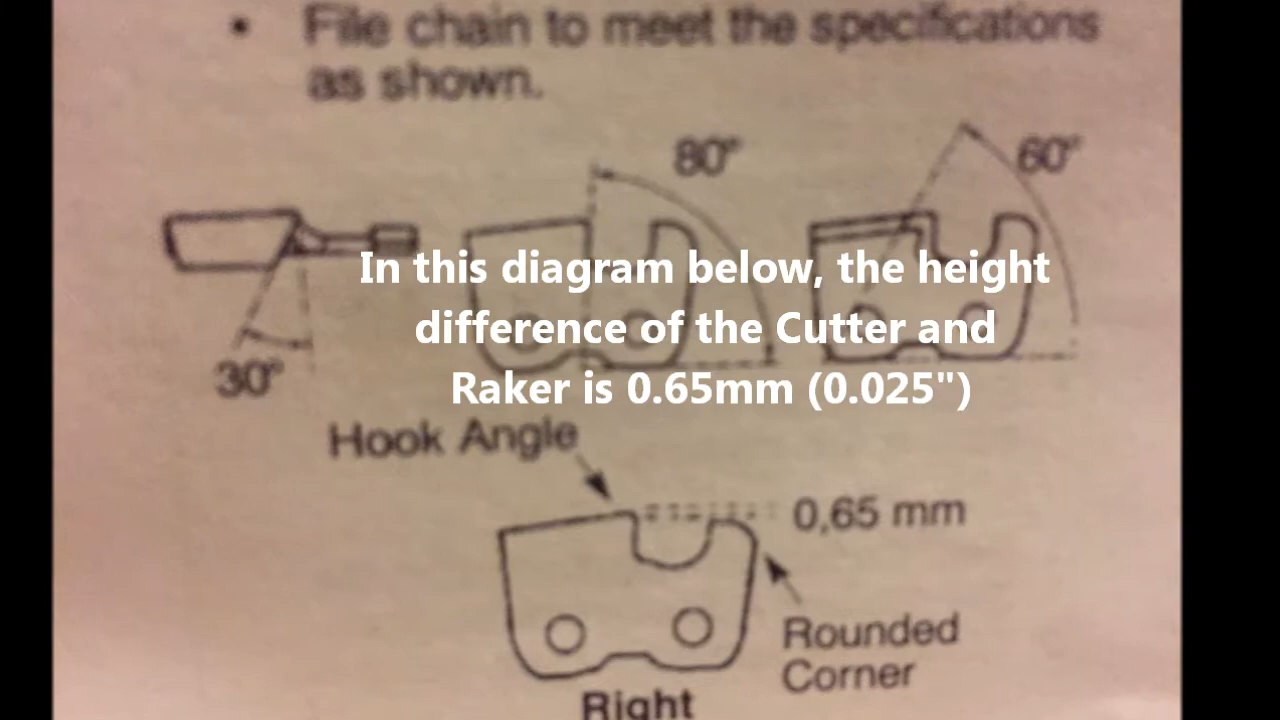 • File chain to meet the specifications
as shown.
80°
60°
30°
In this diagram below, the height
difference of the Cutter and
Raker is 0.65mm (0.025")
Hook Angle
0,65 mm
Rounded
Corner
Right